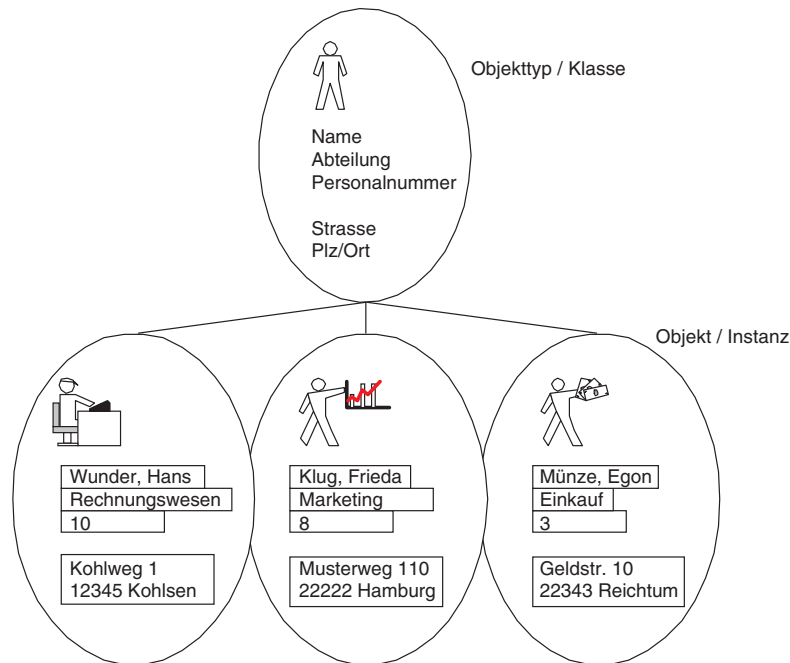 Objekttyp / Klasse
Name
Abteilung
Personalnummer
Strasse
Plz/Ort
Objekt / Instanz
Wunder, Hans
Rechnungswesen
10
Kohlweg 1
12345 Kohlsen
Klug, Frieda
Marketing
8
Musterweg 110
22222 Hamburg
Münze, Egon
Einkauf
3
Geldstr. 10
22343 Reichtum